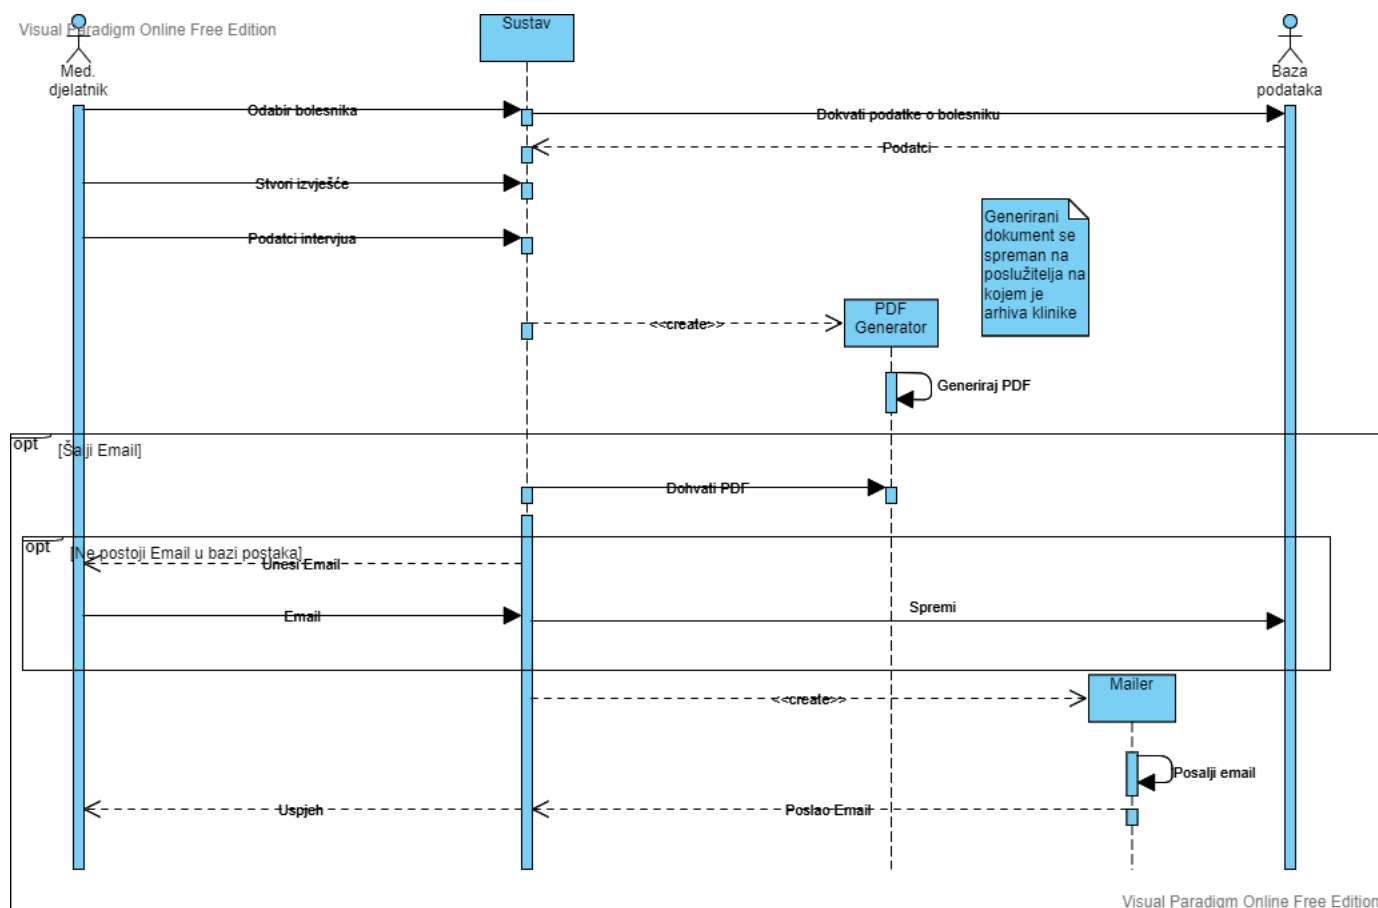 Visual Paradigm Online Free Edition
Sustav
Med.
djelatnik
Baza
podataka
Odabir bolesnika
Dokvati podatke o bolesniku
Podatci
Stvori izvješće
Podatci intervjua
Generirani
dokument se
spreman na
poslužitelja na
kojem je
arhiva klinike
<<create>>
PDF
Generator
Generiraj PDF
opt
[Šalji Email]
Dohvati PDF
opt
[Ne postoji Email u bazi postaka]
Unesi Email
Email
Spremi
<<create>>
Mailer
Posalji email
Uspjeh
Poslao Email
Visual Paradigm Online Free Edition